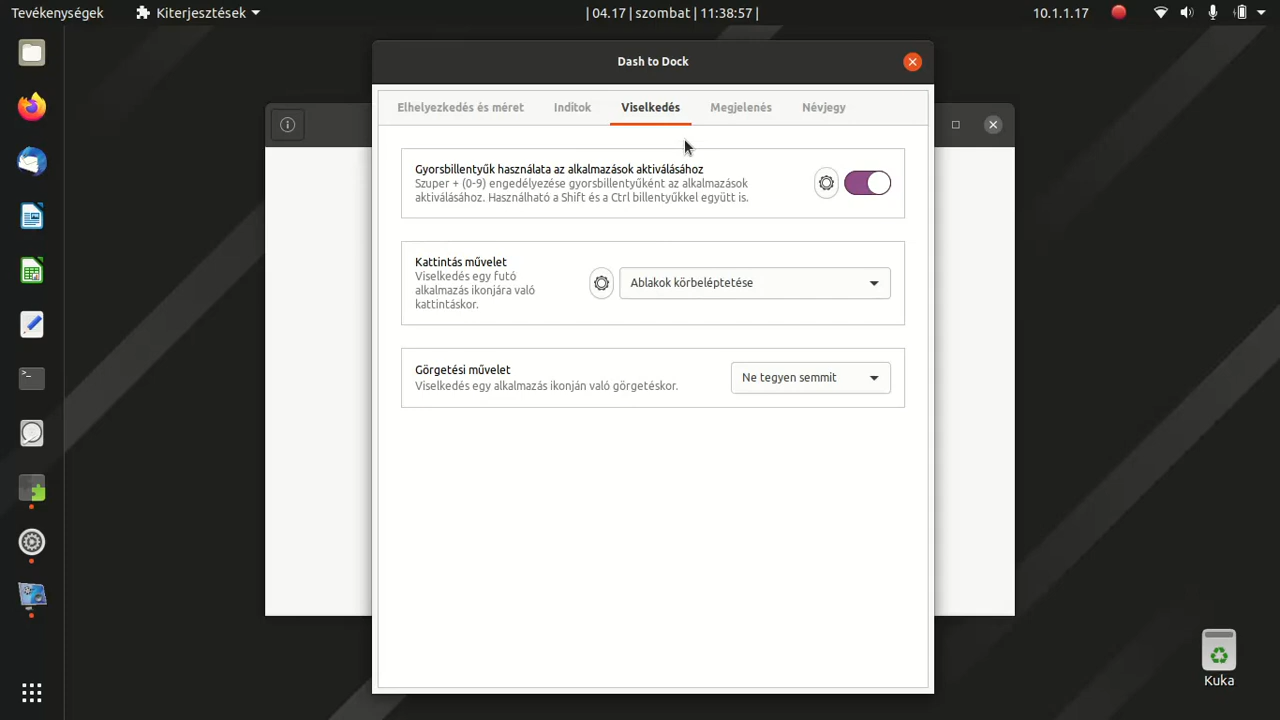 Tevékenységek
Kiterjesztések
| 04.17 | szombat | 11:38:57 |
10.1.1.17
Dash to Dock
Elhelyezkedés és méret
Indítok
Viselkedés
Megjelenés
Névjegy
Gyorsbillentyűk használata az alkalmazások aktiválásához
Szuper + (0-9) engedélyezése gyorsbillentyűként az alkalmazások
aktiválásához. Használható a Shift és a Ctrl billentyűkkel együtt is.
Kattintás művelet
Viselkedés egy futó
alkalmazás ikonjára való
kattintáskor.
Ablakok körbeléptetése
Görgetési művelet
Viselkedés egy alkalmazás ikonján való görgetéskor.
Ne tegyen semmit
Kuka